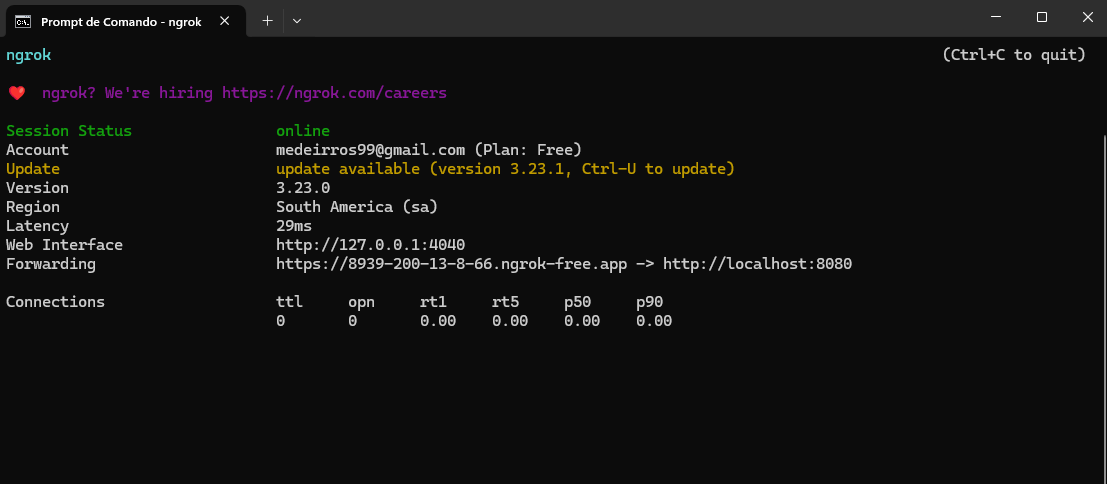 Prompt de Comando - ngrok
ngrok (Ctrl+C to quit)
ngrok? We're hiring https://ngrok.com/careers
Session Status online
Account medeirros99@gmail.com (Plan: Free)
Update update available (version 3.23.1, Ctrl-U to update)
Version 3.23.0
Region South America (sa)
Latency 29ms
Web Interface http://127.0.0.1:4040
Forwarding https://8939-200-13-8-66.ngrok-free.app -> http://localhost:8080
Connections ttl opn rt1 rt5 p50 p90
0 0 0.00 0.00 0.00 0.00